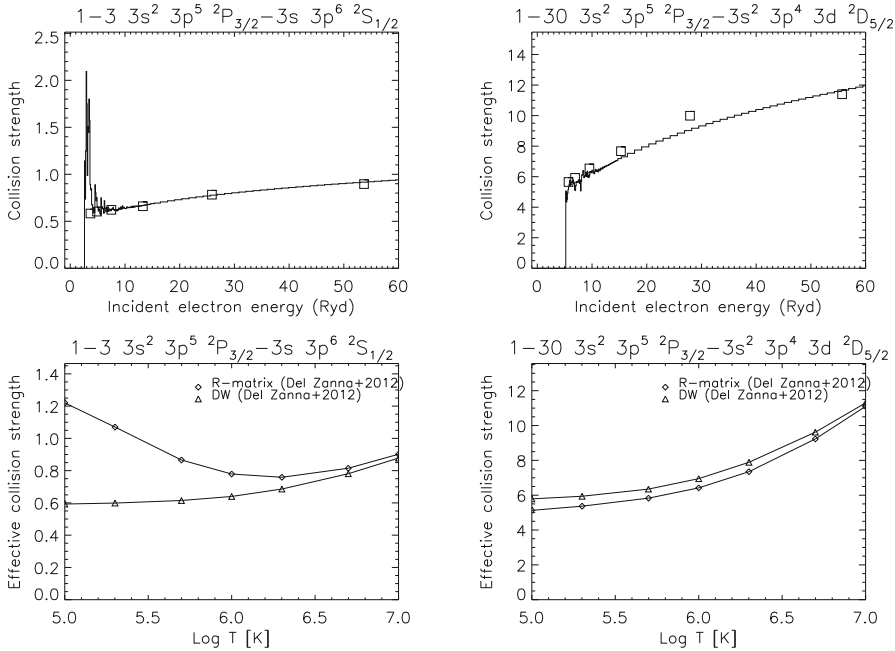 1−3 3s² 3p⁵ ²P₃/₂−3s 3p⁶ ²S₁/₂
Collision strength
2.5
2.0
1.5
1.0
0.5
0.0
0 10 20 30 40 50 60
Incident electron energy (Ryd)
1−30 3s² 3p⁵ ²P₃/₂−3s² 3p⁴ 3d ²D₅/₂
Collision strength
14
12
10
8
6
4
2
0
0 10 20 30 40 50 60
Incident electron energy (Ryd)
1−3 3s² 3p⁵ ²P₃/₂−3s 3p⁶ ²S₁/₂
R−matrix (Del Zanna+2012)
DW (Del Zanna+2012)
Effective collision strength
1.4
1.2
1.0
0.8
0.6
0.4
0.2
0.0
5.0 5.5 6.0 6.5 7.0
Log T [K]
1−30 3s² 3p⁵ ²P₃/₂−3s² 3p⁴ 3d ²D₅/₂
R−matrix (Del Zanna+2012)
DW (Del Zanna+2012)
Effective collision strength
12
10
8
6
4
2
0
5.0 5.5 6.0 6.5 7.0
Log T [K]